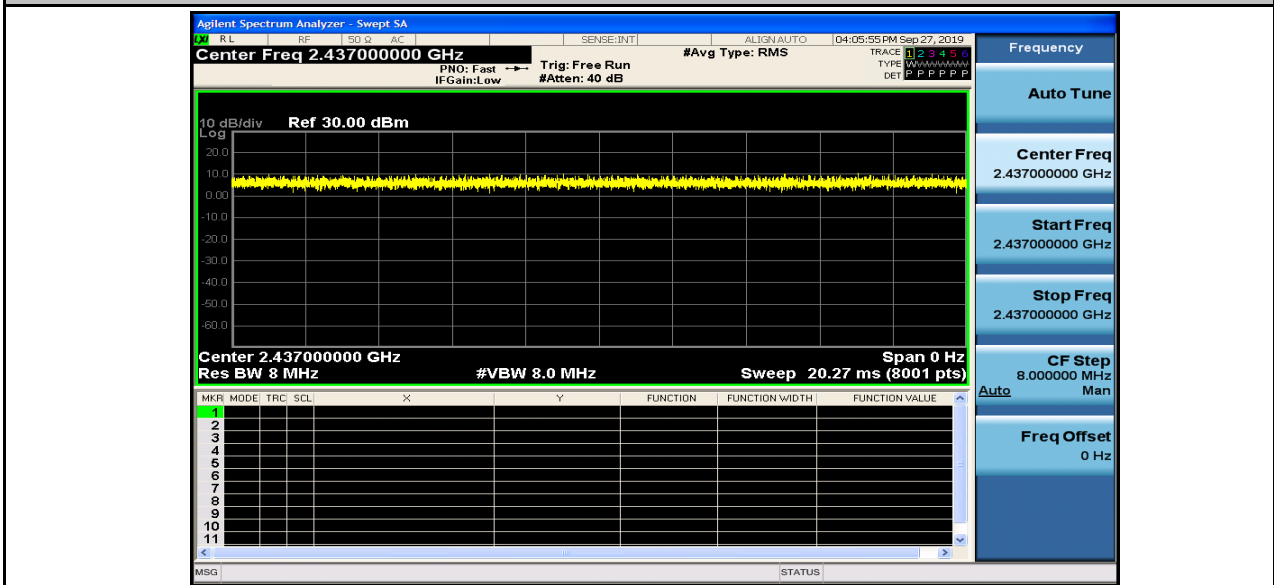 Agilent Spectrum Analyzer - Swept SA
LXI RL RF 50 Ω AC SENSE:INT ALIGN AUTO 04:05:55 PM Sep 27, 2019
Center Freq 2.437000000 GHz
PNO: Fast
IFGain:Low
Trig: Free Run
#Atten: 40 dB
#Avg Type: RMS
TRACE 1 2 3 4 5 6
TYPE
DET P P P P P P
10 dB/div Ref 30.00 dBm
Log
20.0
10.0
0.00
-10.0
-20.0
-30.0
-40.0
-50.0
-60.0
Center 2.437000000 GHz Span 0 Hz
Res BW 8 MHz #VBW 8.0 MHz Sweep 20.27 ms (8001 pts)
MKR MODE TRC SCL X Y FUNCTION FUNCTION WIDTH FUNCTION VALUE
1
2
3
4
5
6
7
8
9
10
11
MSG STATUS
Frequency
Auto Tune
Center Freq
2.437000000 GHz
Start Freq
2.437000000 GHz
Stop Freq
2.437000000 GHz
CF Step
8.000000 MHz
Auto Man
Freq Offset
0 Hz